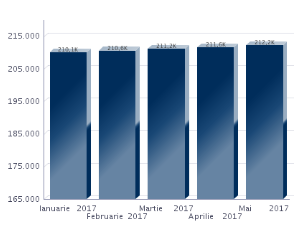 215.000
205.000
195.000
185.000
175.000
165.000
210,1K
210,6K
211,2K
211,6K
212,2K
Ianuarie 2017
Februarie 2017
Martie 2017
Aprilie 2017
Mai 2017